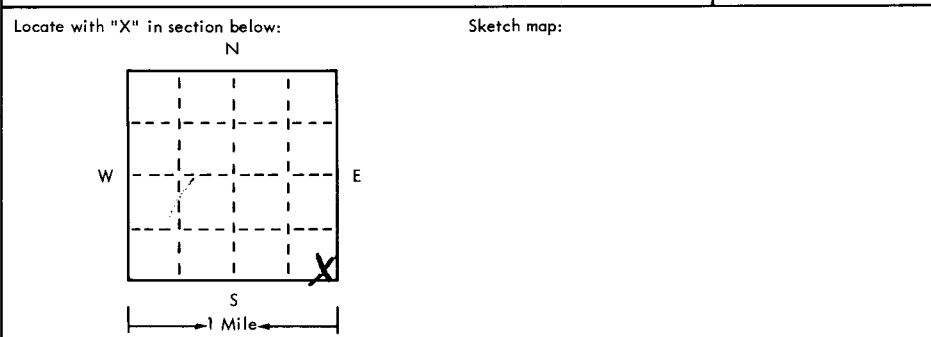 Locate with "X" in section below: Sketch map:
N
W E
X
S
1 Mile